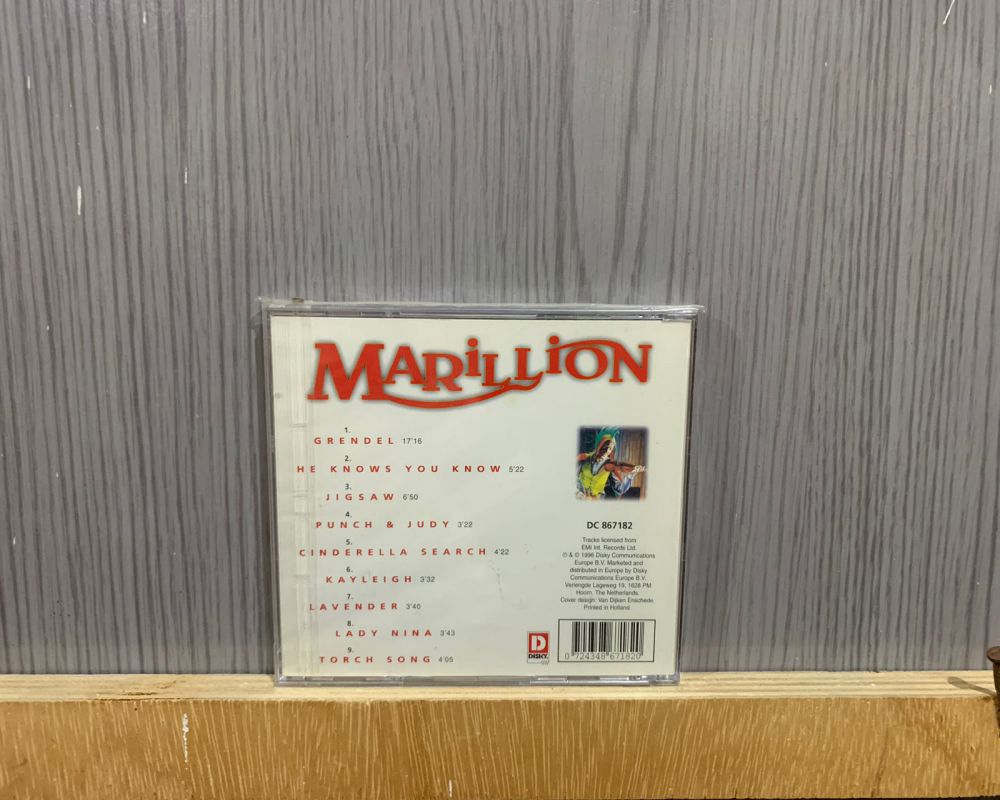 MARiLLiON
1.
GRENDEL 17'16
2.
HE KNOWS YOU KNOW 5'22
3.
JIGSAW 6'50
4.
PUNCH & JUDY 3'22
5.
CINDERELLA SEARCH 4'22
6.
KAYLEIGH 3'32
7.
LAVENDER 3'40
8.
LADY NINA 3'43
9.
TORCH SONG 4'05
DC 867182
Tracks licensed from
EMI Int. Records Ltd.
℗ & © 1996 Disky Communications
Europe B.V. Marketed and
distributed in Europe by Disky
Communications Europe B.V.
Verlengde Lageweg 19, 1628 PM
Hoorn, The Netherlands.
Cover design: Van Dijken Enschede.
Printed in Holland
D
DISKY
0 724348 671820